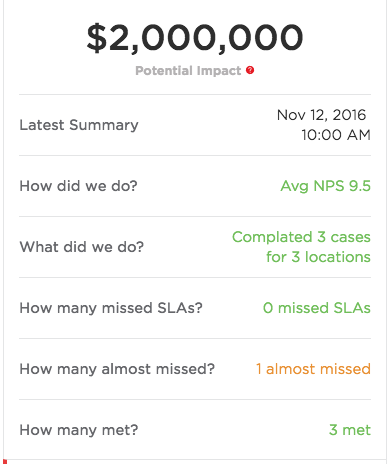 $2,000,000
Potential Impact ?
Latest Summary
Nov 12, 2016
10:00 AM
How did we do?
Avg NPS 9.5
What did we do?
Complated 3 cases
for 3 locations
How many missed SLAs?
0 missed SLAs
How many almost missed?
1 almost missed
How many met?
3 met